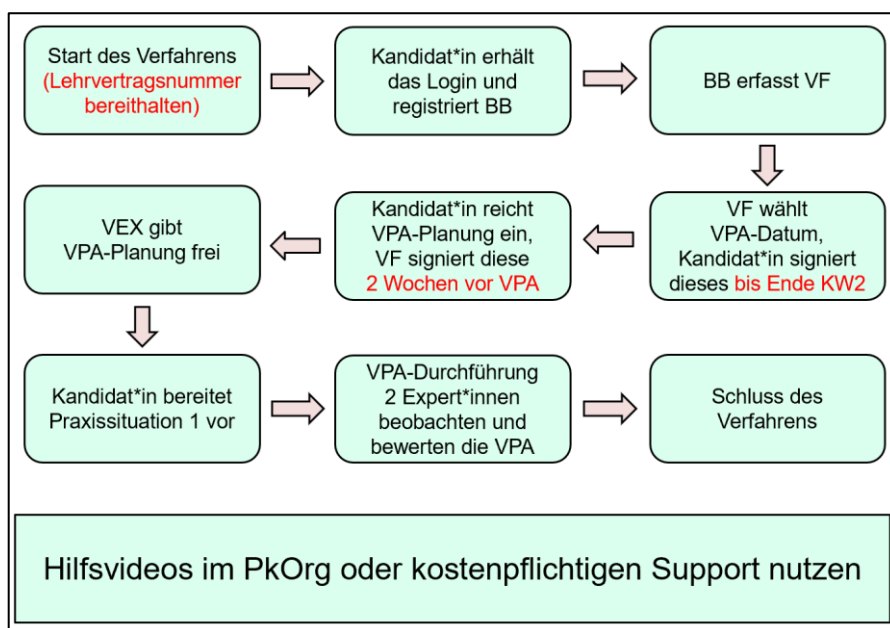 Start des Verfahrens
(Lehrvertragsnummer
bereithalten)
Kandidat*in erhält
das Login und
registriert BB
BB erfasst VF
VF wählt
VPA-Datum,
Kandidat*in signiert
dieses bis Ende KW2
Kandidat*in reicht
VPA-Planung ein,
VF signiert diese
2 Wochen vor VPA
VEX gibt
VPA-Planung frei
Kandidat*in bereitet
Praxissituation 1 vor
VPA-Durchführung
2 Expert*innen
beobachten und
bewerten die VPA
Schluss des
Verfahrens
Hilfsvideos im PkOrg oder kostenpflichtigen Support nutzen